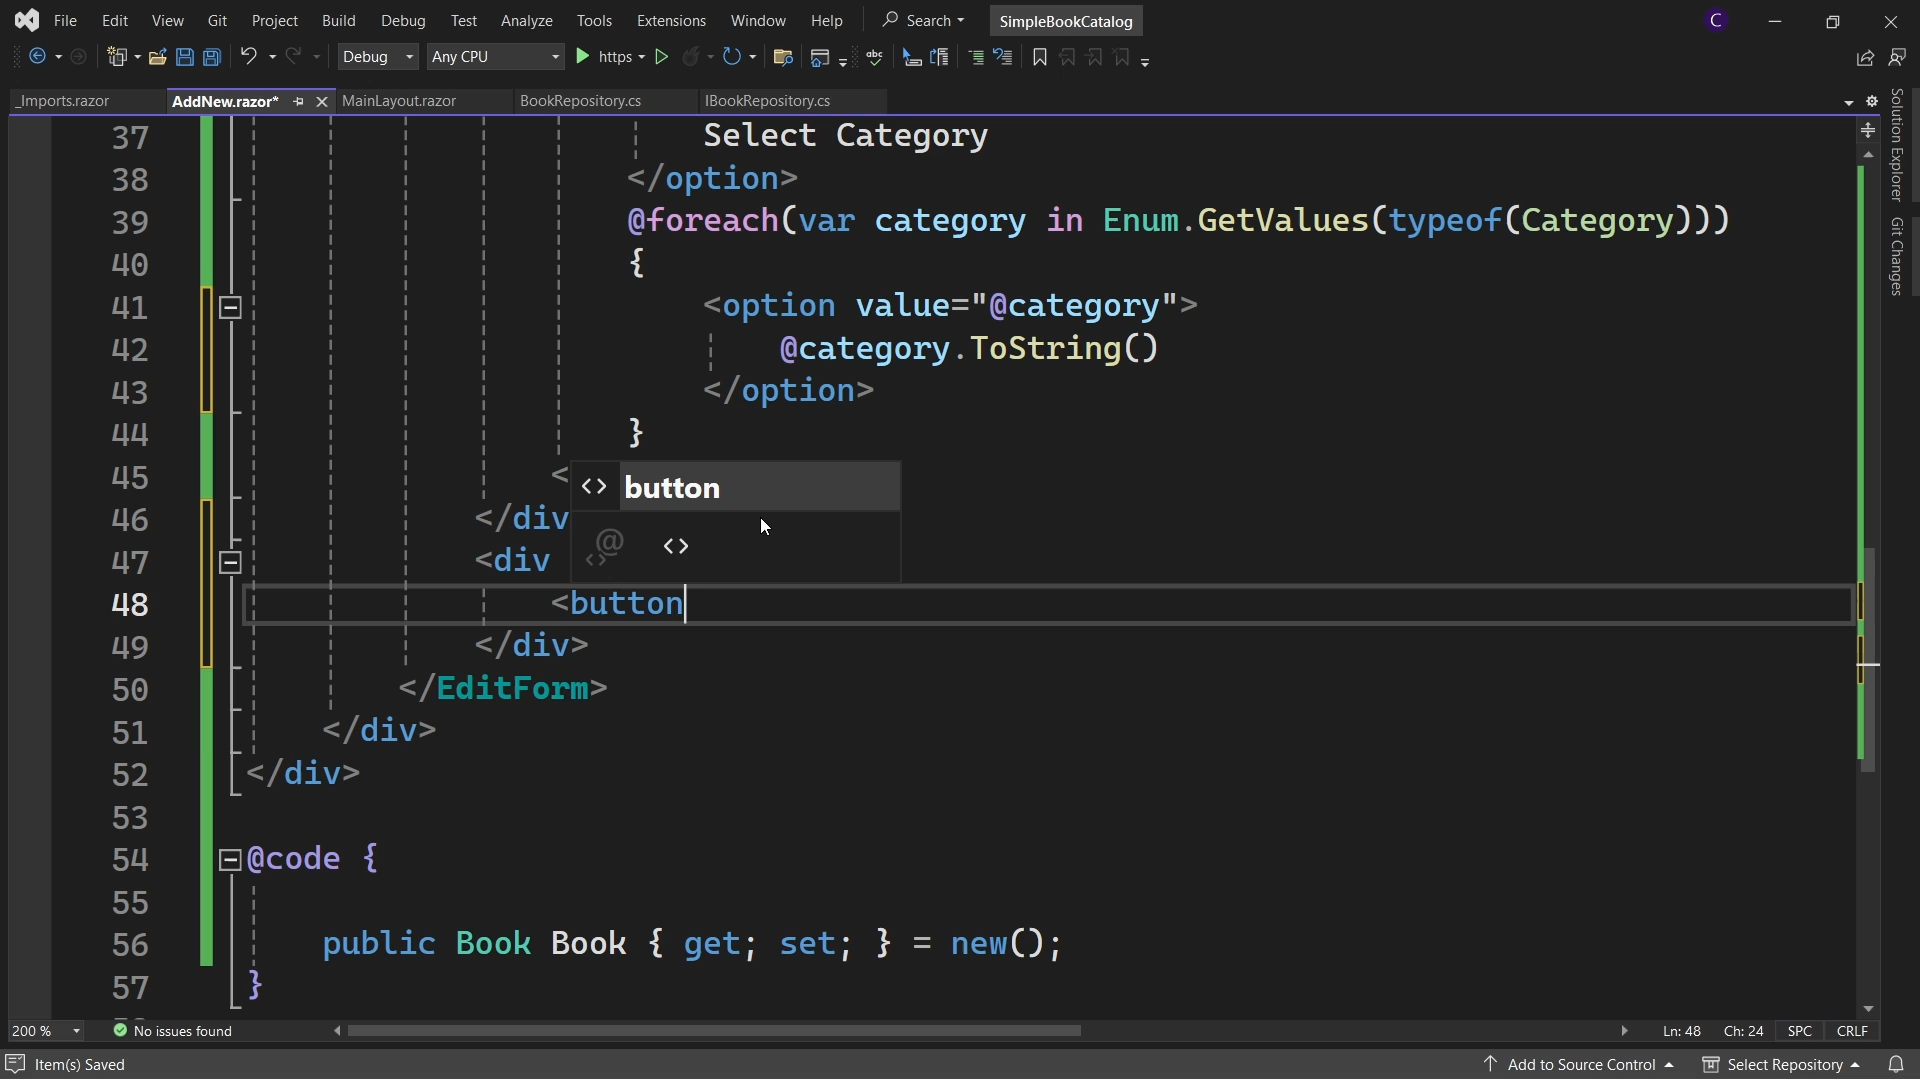 File Edit View Git Project Build Debug Test Analyze Tools Extensions Window Help Search SimpleBookCatalog C
Debug Any CPU https abc
_Imports.razor AddNew.razor* MainLayout.razor BookRepository.cs IBookRepository.cs
Solution Explorer
Git Changes
37 Select Category
38 </option>
39 @foreach(var category in Enum.GetValues(typeof(Category)))
40 {
41 <option value="@category">
42 @category.ToString()
43 </option>
44 }
45 <
button
46 </div
47 <div
48 <button
49 </div>
50 </EditForm>
51 </div>
52 </div>
53
54 @code {
55
56 public Book Book { get; set; } = new();
57 }
200 % No issues found Ln: 48 Ch: 24 SPC CRLF
Item(s) Saved Add to Source Control Select Repository